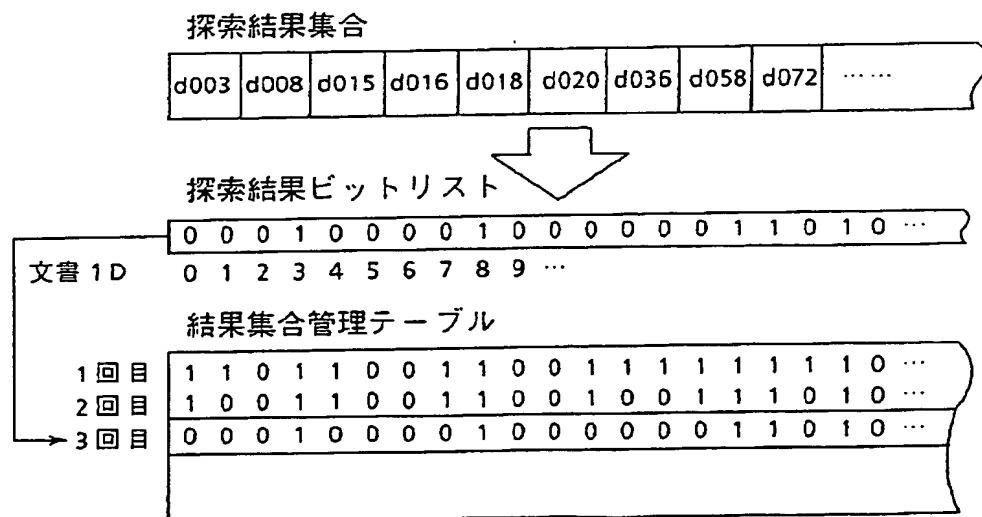 探索結果集合
d003 d008 d015 d016 d018 d020 d036 d058 d072 ……
探索結果ビットリスト
0 0 0 1 0 0 0 0 1 0 0 0 0 0 0 1 1 0 1 0 …
文書1D 0 1 2 3 4 5 6 7 8 9 …
結果集合管理テーブル
1回目 1 1 0 1 1 0 0 1 1 0 0 1 1 1 1 1 1 1 1 0 …
2回目 1 0 0 1 1 0 0 1 1 0 0 1 0 0 1 1 1 0 1 0 …
3回目 0 0 0 1 0 0 0 0 1 0 0 0 0 0 0 1 1 0 1 0 …